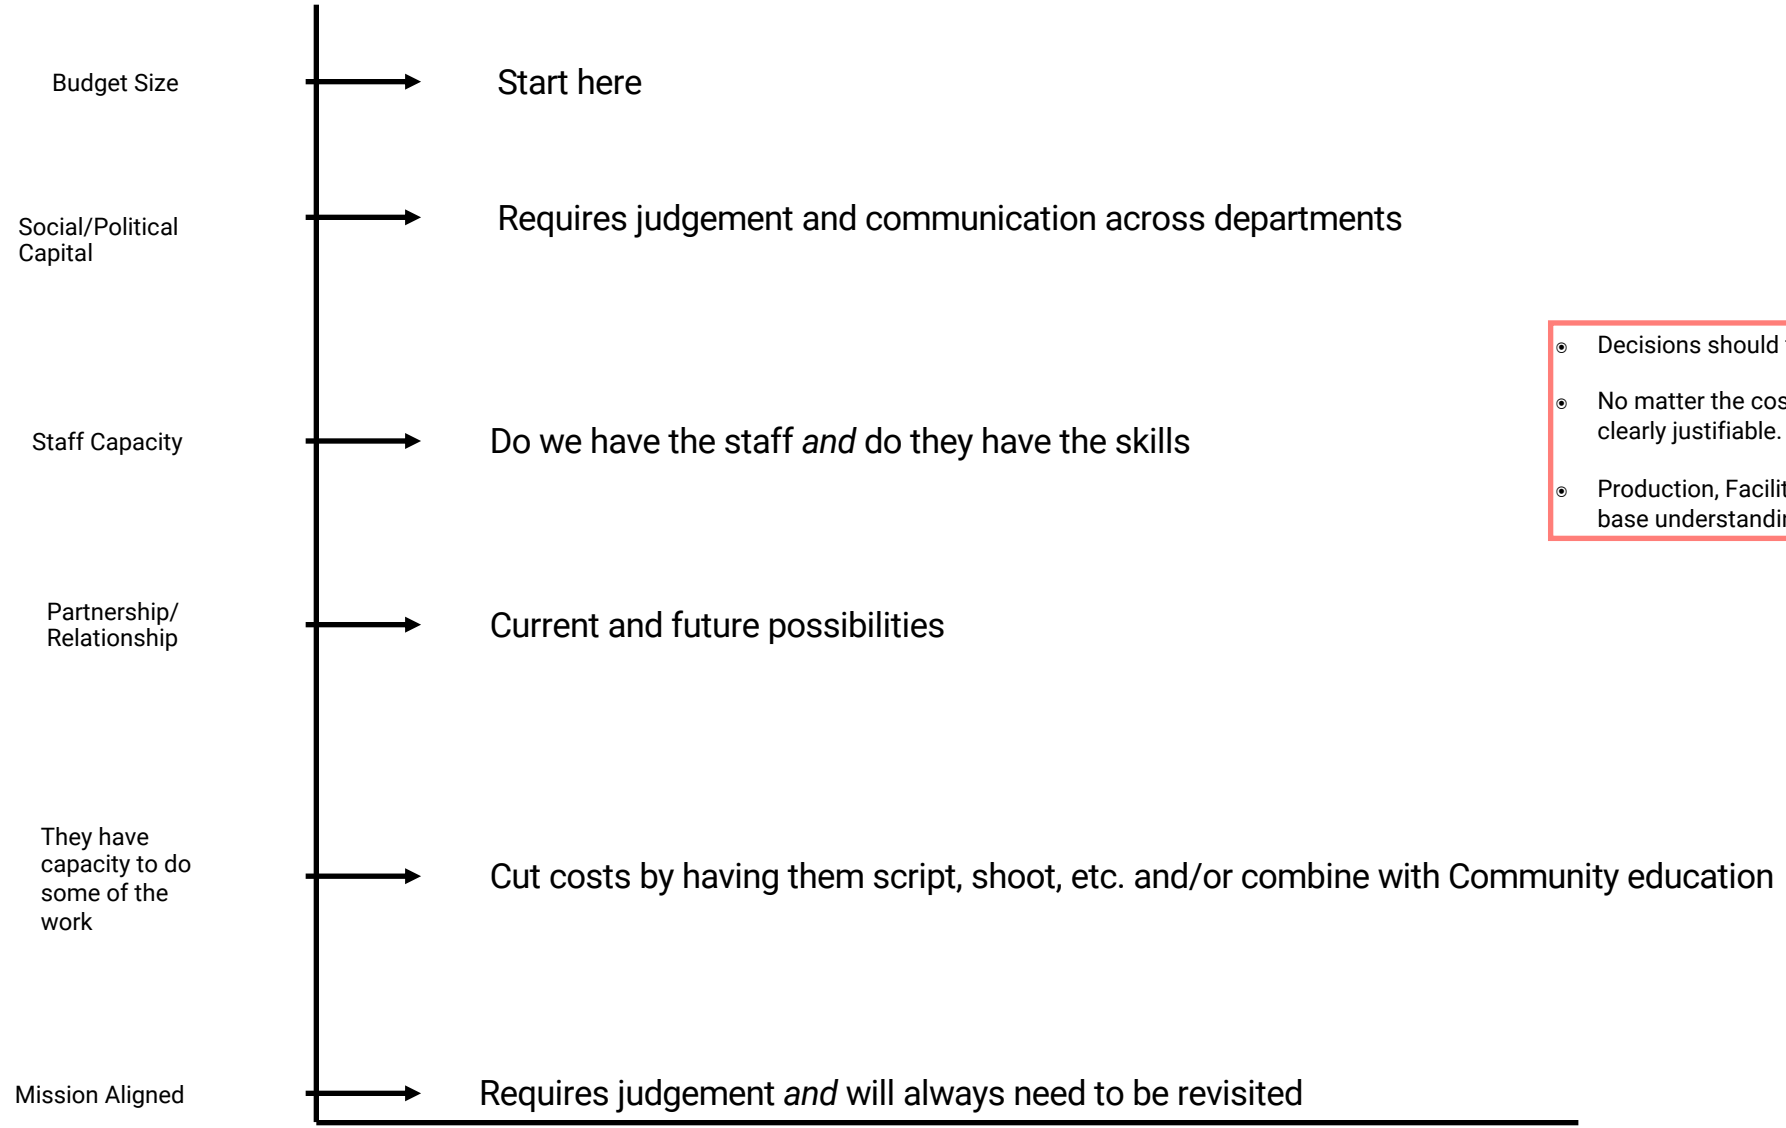 Budget Size
Start here
Social/Political
Capital
Requires judgement and communication across departments
Decisions should
No matter the
clearly justifiable.
Production,
base
Staff Capacity
Do we have the staff and do they have the skills
Partnership/
Relationship
Current and future possibilities
They have
capacity to do
some of the
work
Cut costs by having them script, shoot, etc. and/or combine with Community education
Mission Aligned
Requires judgement and will always need to be revisited